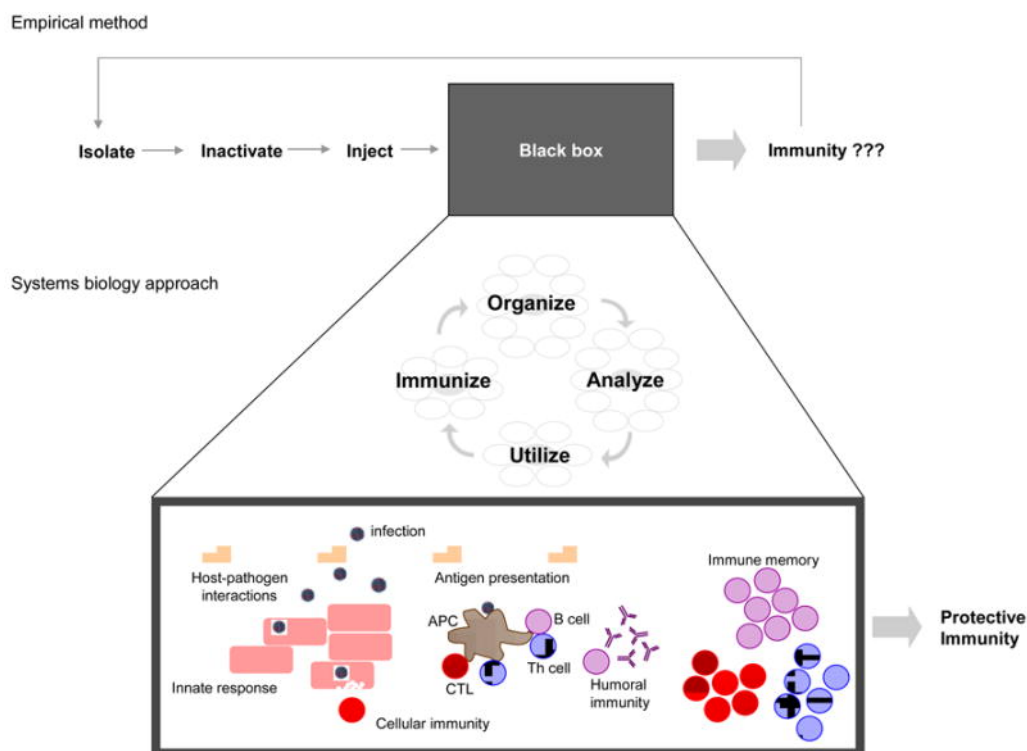 Empirical method
Isolate
Inactivate
Inject
Black box
Immunity ???
Systems biology approach
Organize
Immunize
Analyze
Utilize
infection
Host-pathogen
interactions
Antigen presentation
Immune memory
APC
B cell
Th cell
CTL
Innate response
Cellular immunity
Humoral
immunity
Protective
Immunity